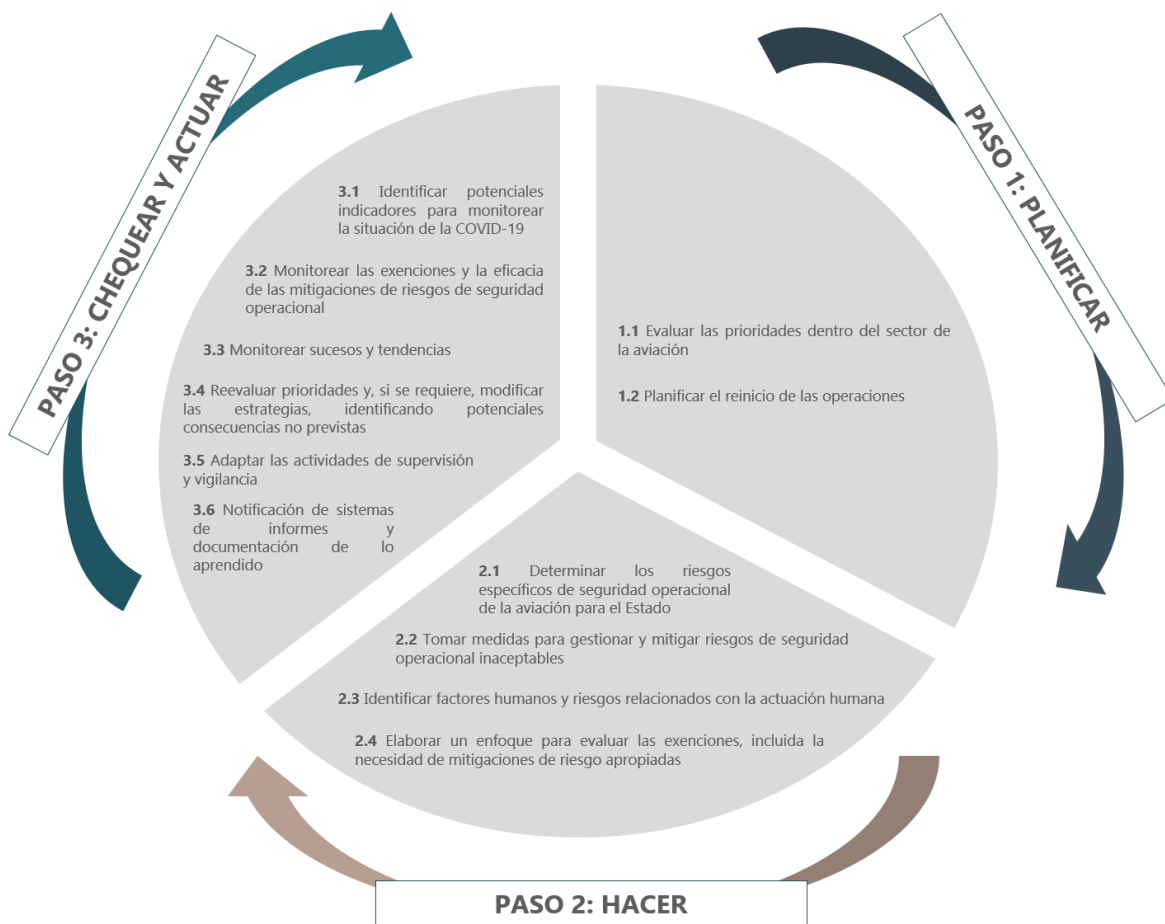 PASO 1: PLANIFICAR
1.1 Evaluar las prioridades dentro del sector de
la aviación
1.2 Planificar el reinicio de las operaciones
PASO 2: HACER
2.1 Determinar los riesgos
específicos de seguridad operacional
de la aviación para el Estado
2.2 Tomar medidas para gestionar y mitigar riesgos de seguridad
operacional inaceptables
2.3 Identificar factores humanos y riesgos relacionados con la actuación humana
2.4 Elaborar un enfoque para evaluar las exenciones, incluida la
necesidad de mitigaciones de riesgo apropiadas
PASO 3: CHEQUEAR Y ACTUAR
3.1 Identificar potenciales
indicadores para monitorear
la situación de la COVID-19
3.2 Monitorear las exenciones y la eficacia
de las mitigaciones de riesgos de seguridad
operacional
3.3 Monitorear sucesos y tendencias
3.4 Reevaluar prioridades y, si se requiere, modificar
las estrategias, identificando potenciales
consecuencias no previstas
3.5 Adaptar las actividades de supervisión
y vigilancia
3.6 Notificación de sistemas
de informes y
documentación de lo
aprendido